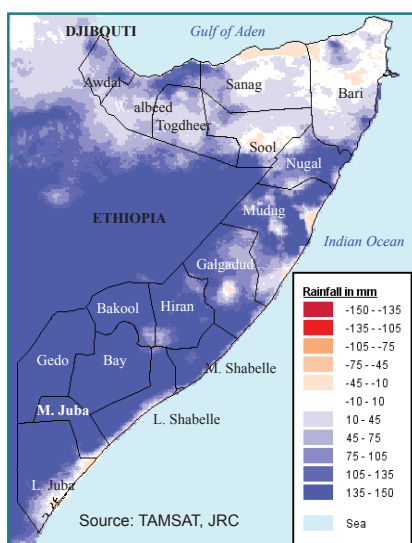 DJIBOUTI
Gulf of Aden
Awdal
Sanag
Bari
W. albeed
Togdheer
Sool
Nugal
ETHIOPIA
Mudug
Indian Ocean
Galgadud
Bakool
Hiran
Gedo
Bay
M. Shabelle
M. Juba
L. Shabelle
L. Juba
Source: TAMSAT, JRC
Rainfall in mm
-150 - -135
-135 - -105
-105 - -75
-75 - -45
-45 - -10
-10 - 10
10 - 45
45 - 75
75 - 105
105 - 135
135 - 150
Sea